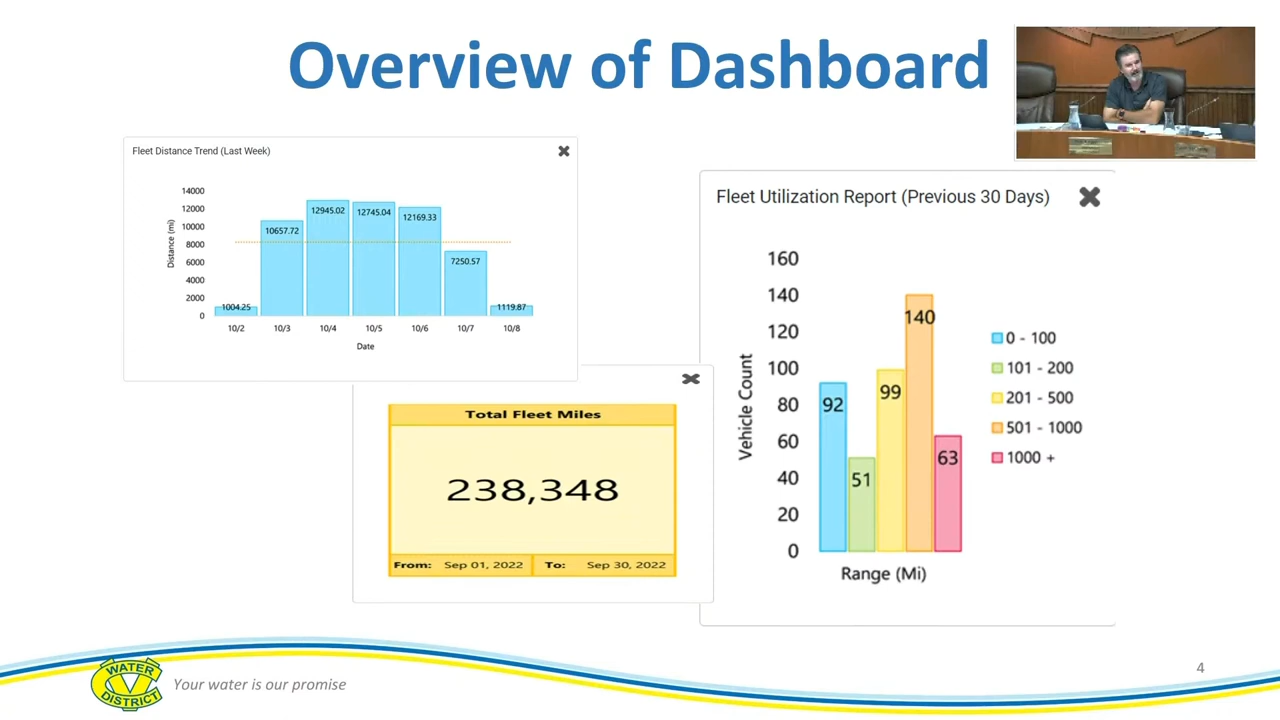 Overview of Dashboard
Fleet Distance Trend (Last Week)
Distance (mi)
14000
12000
10000
8000
6000
4000
2000
0
1004.25
10657.72
12945.02
12745.04
12169.33
7250.57
1119.87
10/2 10/3 10/4 10/5 10/6 10/7 10/8
Date
Total Fleet Miles
238,348
From: Sep 01, 2022 To: Sep 30, 2022
Fleet Utilization Report (Previous 30 Days)
Vehicle Count
160
140
120
100
80
60
40
20
0
92
51
99
140
63
Range (Mi)
0 - 100
101 - 200
201 - 500
501 - 1000
1000 +
WATER
DISTRICT
Your water is our promise
4